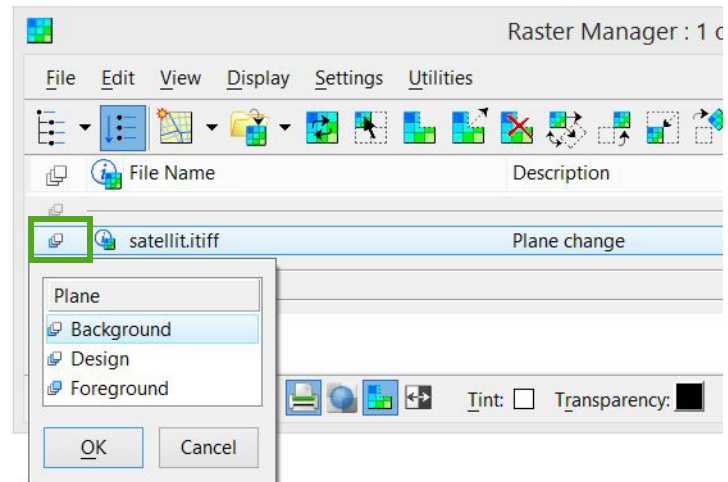 Raster Manager : 1
File Edit View Display Settings Utilities
File Name Description
satellit.itiff Plane change
Plane
Background
Design
Foreground
Tint: Transparency:
OK Cancel